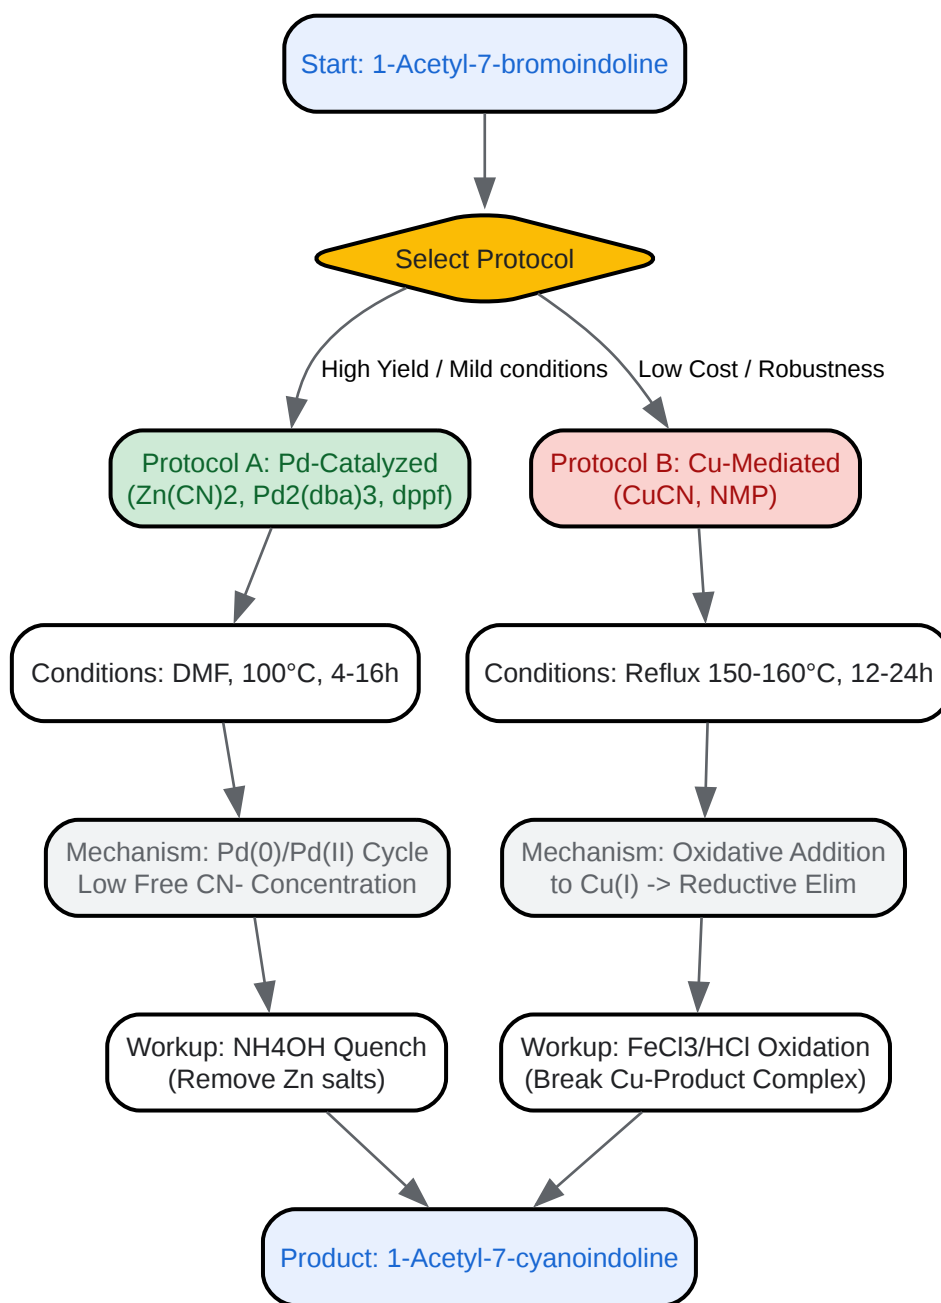 Start: 1-Acetyl-7-bromoindoline
Select Protocol
High Yield / Mild conditions
Low Cost / Robustness
Protocol A: Pd-Catalyzed
(Zn(CN)2, Pd2(dba)3, dppf)
Protocol B: Cu-Mediated
(CuCN, NMP)
Conditions: DMF, 100°C, 4-16h
Conditions: Reflux 150-160°C, 12-24h
Mechanism: Pd(0)/Pd(II) Cycle
Low Free CN- Concentration
Mechanism: Oxidative Addition
to Cu(I) -> Reductive Elim
Workup: NH4OH Quench
(Remove Zn salts)
Workup: FeCl3/HCl Oxidation
(Break Cu-Product Complex)
Product: 1-Acetyl-7-cyanoindoline